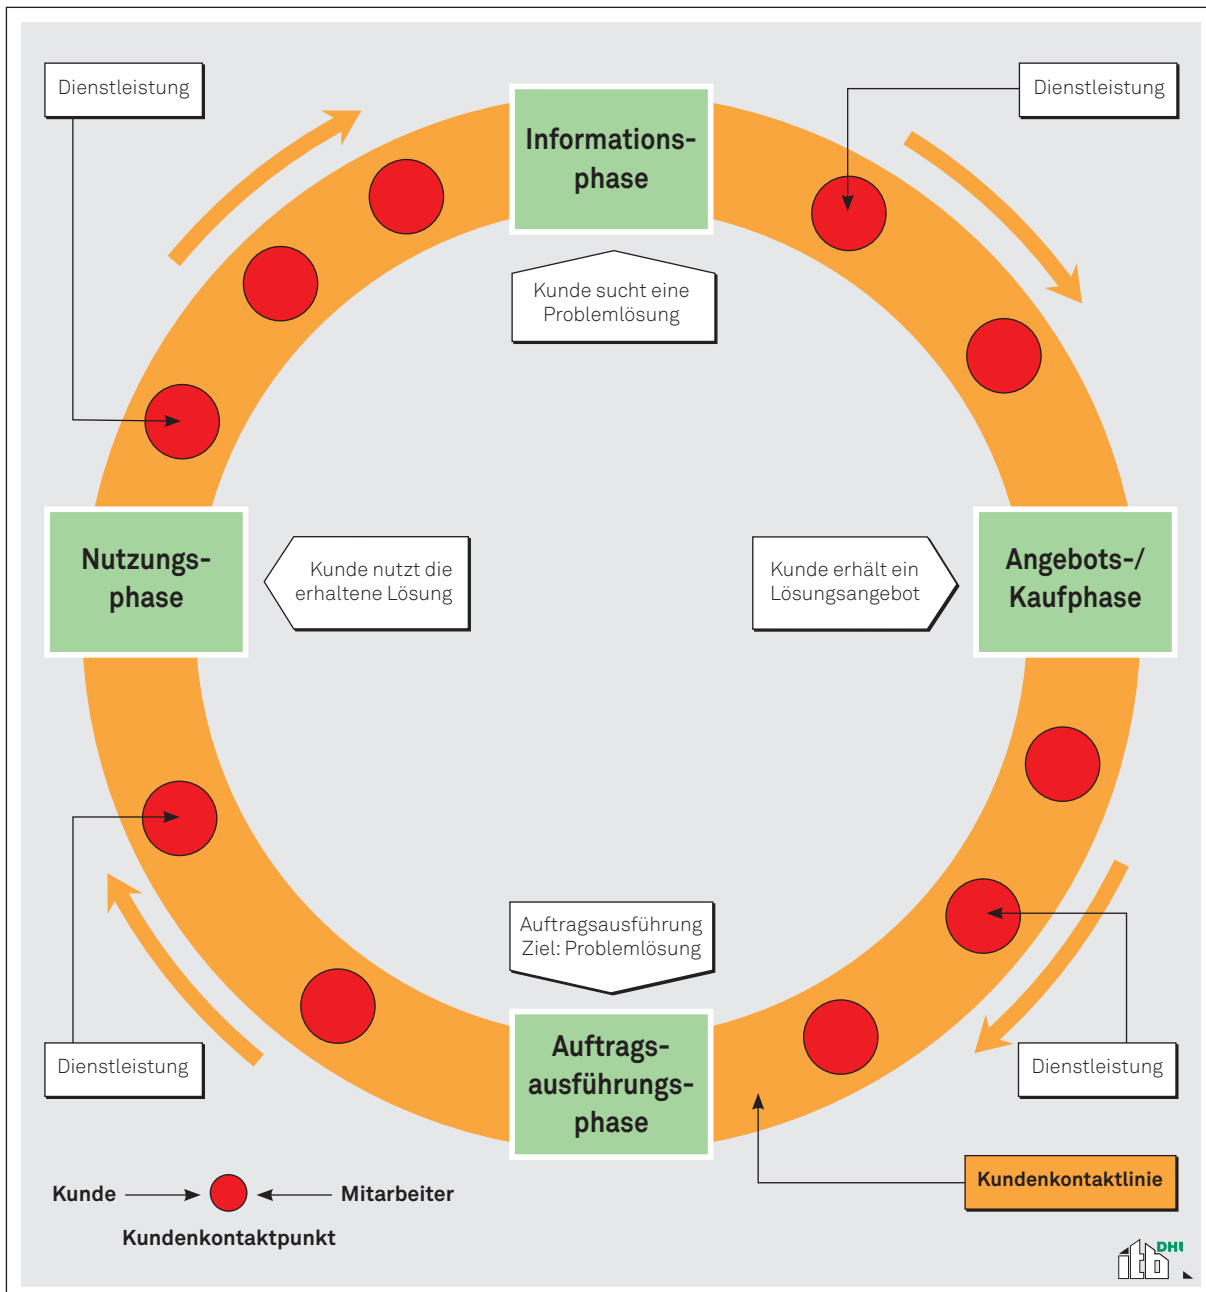 Dienstleistung
Dienstleistung
Informations-
phase
Kunde sucht eine
Problemlösung
Nutzungs-
phase
Kunde nutzt die
erhaltene Lösung
Kunde erhält ein
Lösungsangebot
Angebots-/
Kaufphase
Auftragsausführung
Ziel: Problemlösung
Dienstleistung
Auftrags-
ausführungs-
phase
Dienstleistung
Kundenkontaktlinie
Kunde
Mitarbeiter
Kundenkontaktpunkt
itb